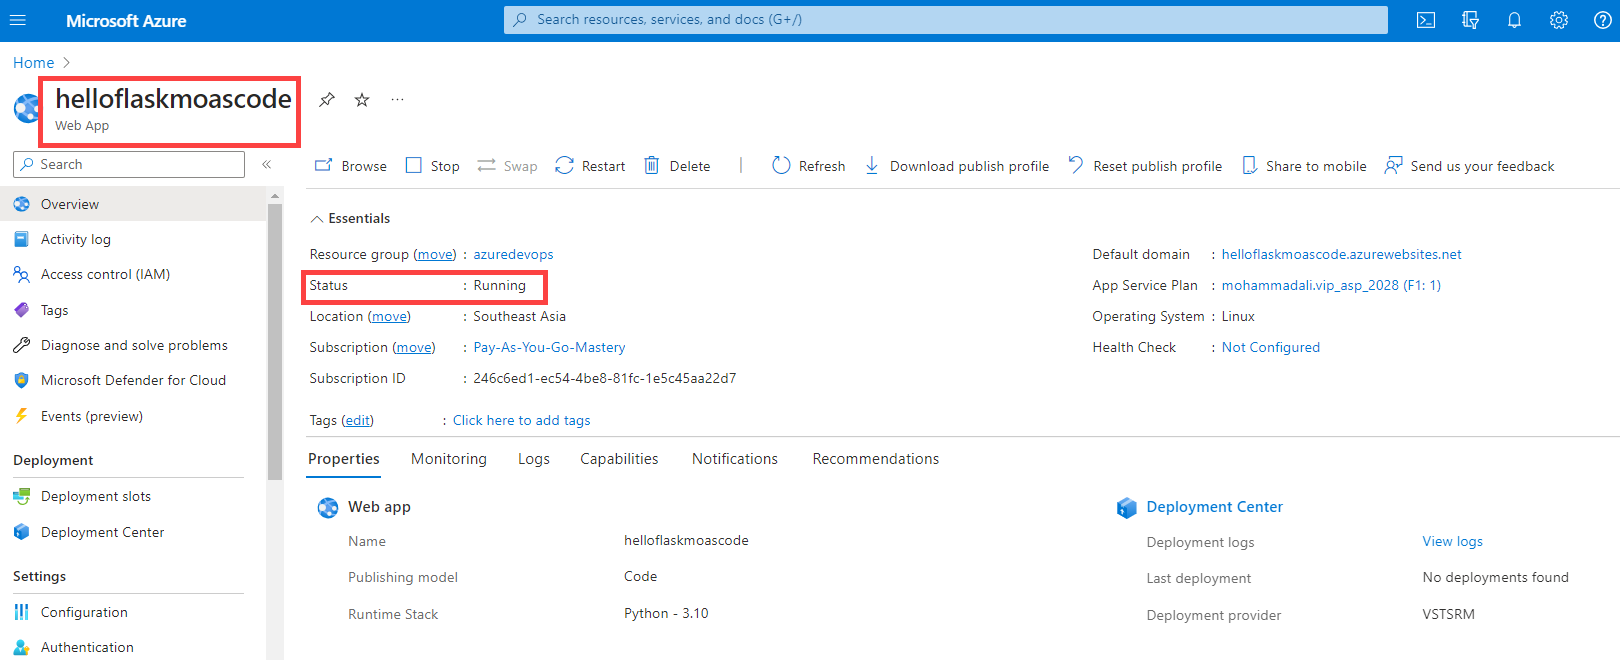 Microsoft Azure
Search resources, services, and docs (G+/)
Home
helloflaskmoascode
Web App
Search
Browse Stop Swap Restart Delete Refresh Download publish profile Reset publish profile Share to mobile Send us your feedback
Overview
Activity log
Access control (IAM)
Tags
Diagnose and solve problems
Microsoft Defender for Cloud
Events (preview)
Deployment
Deployment slots
Deployment Center
Settings
Configuration
Authentication
Essentials
Resource group (move) : azuredevops
Status : Running
Location (move) : Southeast Asia
Subscription (move) : Pay-As-You-Go-Mastery
Subscription ID : 246c6ed1-ec54-4be8-81fc-1e5c45aa22d7
Default domain : helloflaskmoascode.azurewebsites.net
App Service Plan : mohammadali.vip_asp_2028 (F1: 1)
Operating System : Linux
Health Check : Not Configured
Tags (edit) : Click here to add tags
Properties Monitoring Logs Capabilities Notifications Recommendations
Web app
Name helloflaskmoascode
Publishing model Code
Runtime Stack Python - 3.10
Deployment Center
Deployment logs View logs
Last deployment No deployments found
Deployment provider VSTSRM